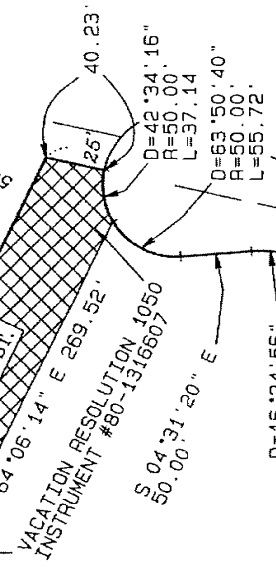 40.23'
25'
D=42°34'16"
R=50.00'
L=37.14
D=63°50'40"
R=50.00'
L=55.72'
ST.
64°06'14" E 269.52'
VACATION RESOLUTION 1050
INSTRUMENT #80-1316607
S 04°31'20" E
50.00'